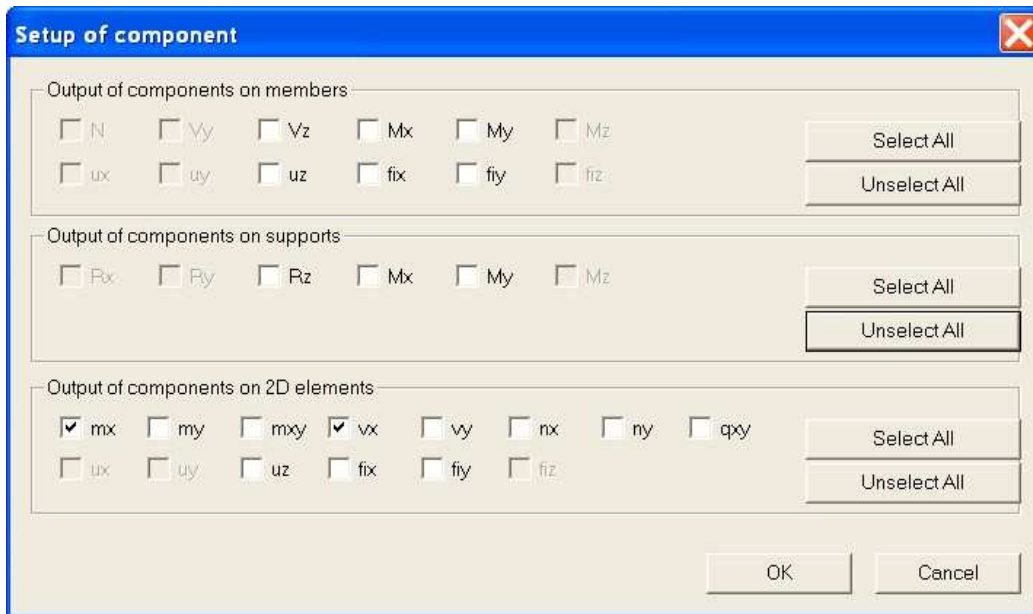 Setup of component
Output of components on members
N Vy Vz Mx My Mz
Select All
ux uy uz fix fiy fiz
Unselect All
Output of components on supports
Rx Ry Rz Mx My Mz
Select All
Unselect All
Output of components on 2D elements
mx my mxy vx vy nx ny qxy
Select All
ux uy uz fix fiy fiz
Unselect All
OK Cancel